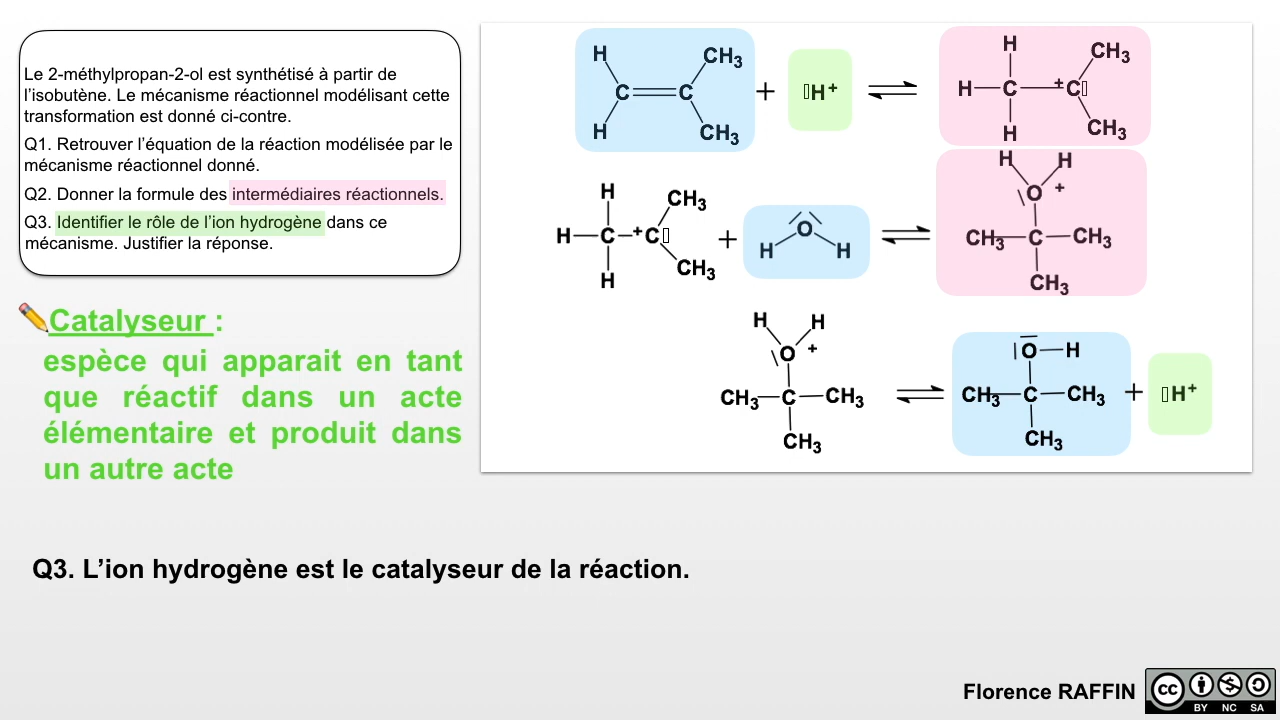 Le 2-méthylpropan-2-ol est synthétisé à partir de
l’isobutène. Le mécanisme réactionnel modélisant cette
transformation est donné ci-contre.
Q1. Retrouver l’équation de la réaction modélisée par le
mécanisme réactionnel donné.
Q2. Donner la formule des intermédiaires réactionnels.
Q3. Identifier le rôle de l’ion hydrogène dans ce
mécanisme. Justifier la réponse.
Catalyseur :
espèce qui apparait en tant
que réactif dans un acte
élémentaire et produit dans
un autre acte
H CH₃ H CH₃
C C + H⁺ ⇌ H C ⁺C
H CH₃ H CH₃
H CH₃ H H
O +
H C ⁺C + H O H ⇌ CH₃ C CH₃
H CH₃ CH₃
H H
O + O H
CH₃ C CH₃ ⇌ CH₃ C CH₃ + H⁺
CH₃ CH₃
Q3. L’ion hydrogène est le catalyseur de la réaction.
Florence RAFFIN
cc
BY NC SA